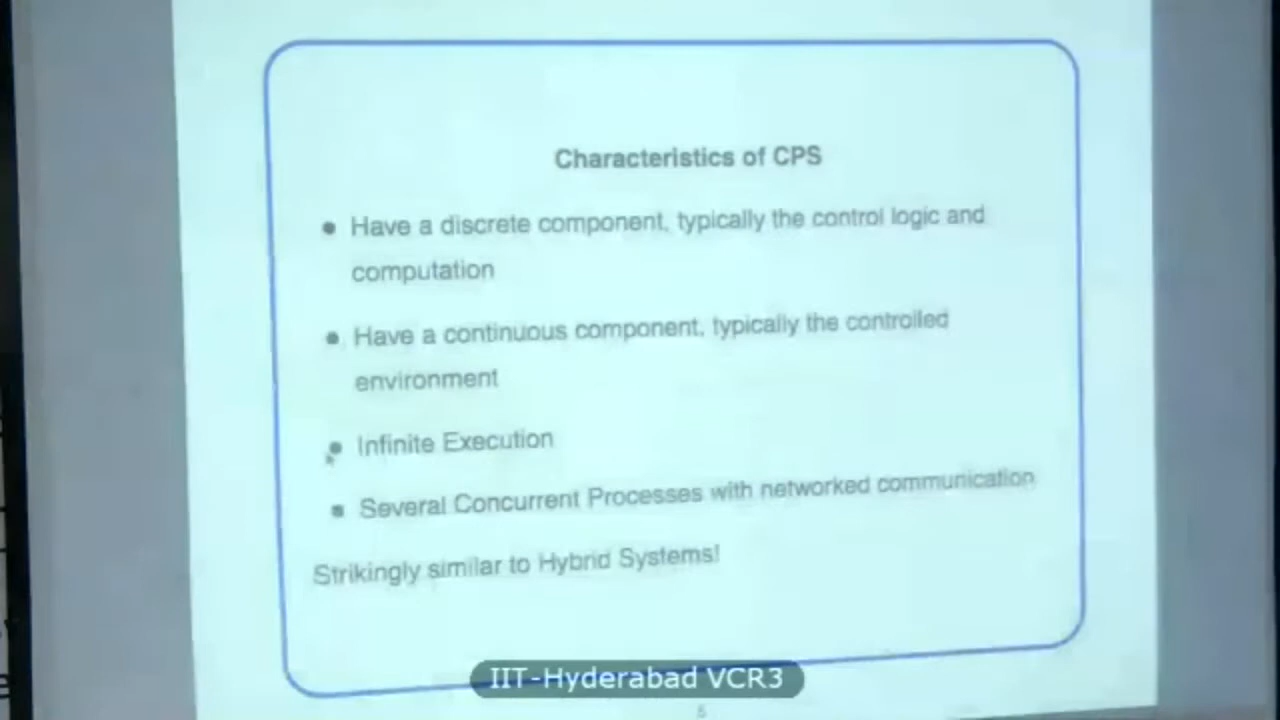 Characteristics of CPS
● Have a discrete component, typically the control logic and
computation
● Have a continuous component, typically the controlled
environment
● Infinite Execution
● Several Concurrent Processes with networked communication
Strikingly similar to Hybrid Systems!
IIT-Hyderabad VCR3